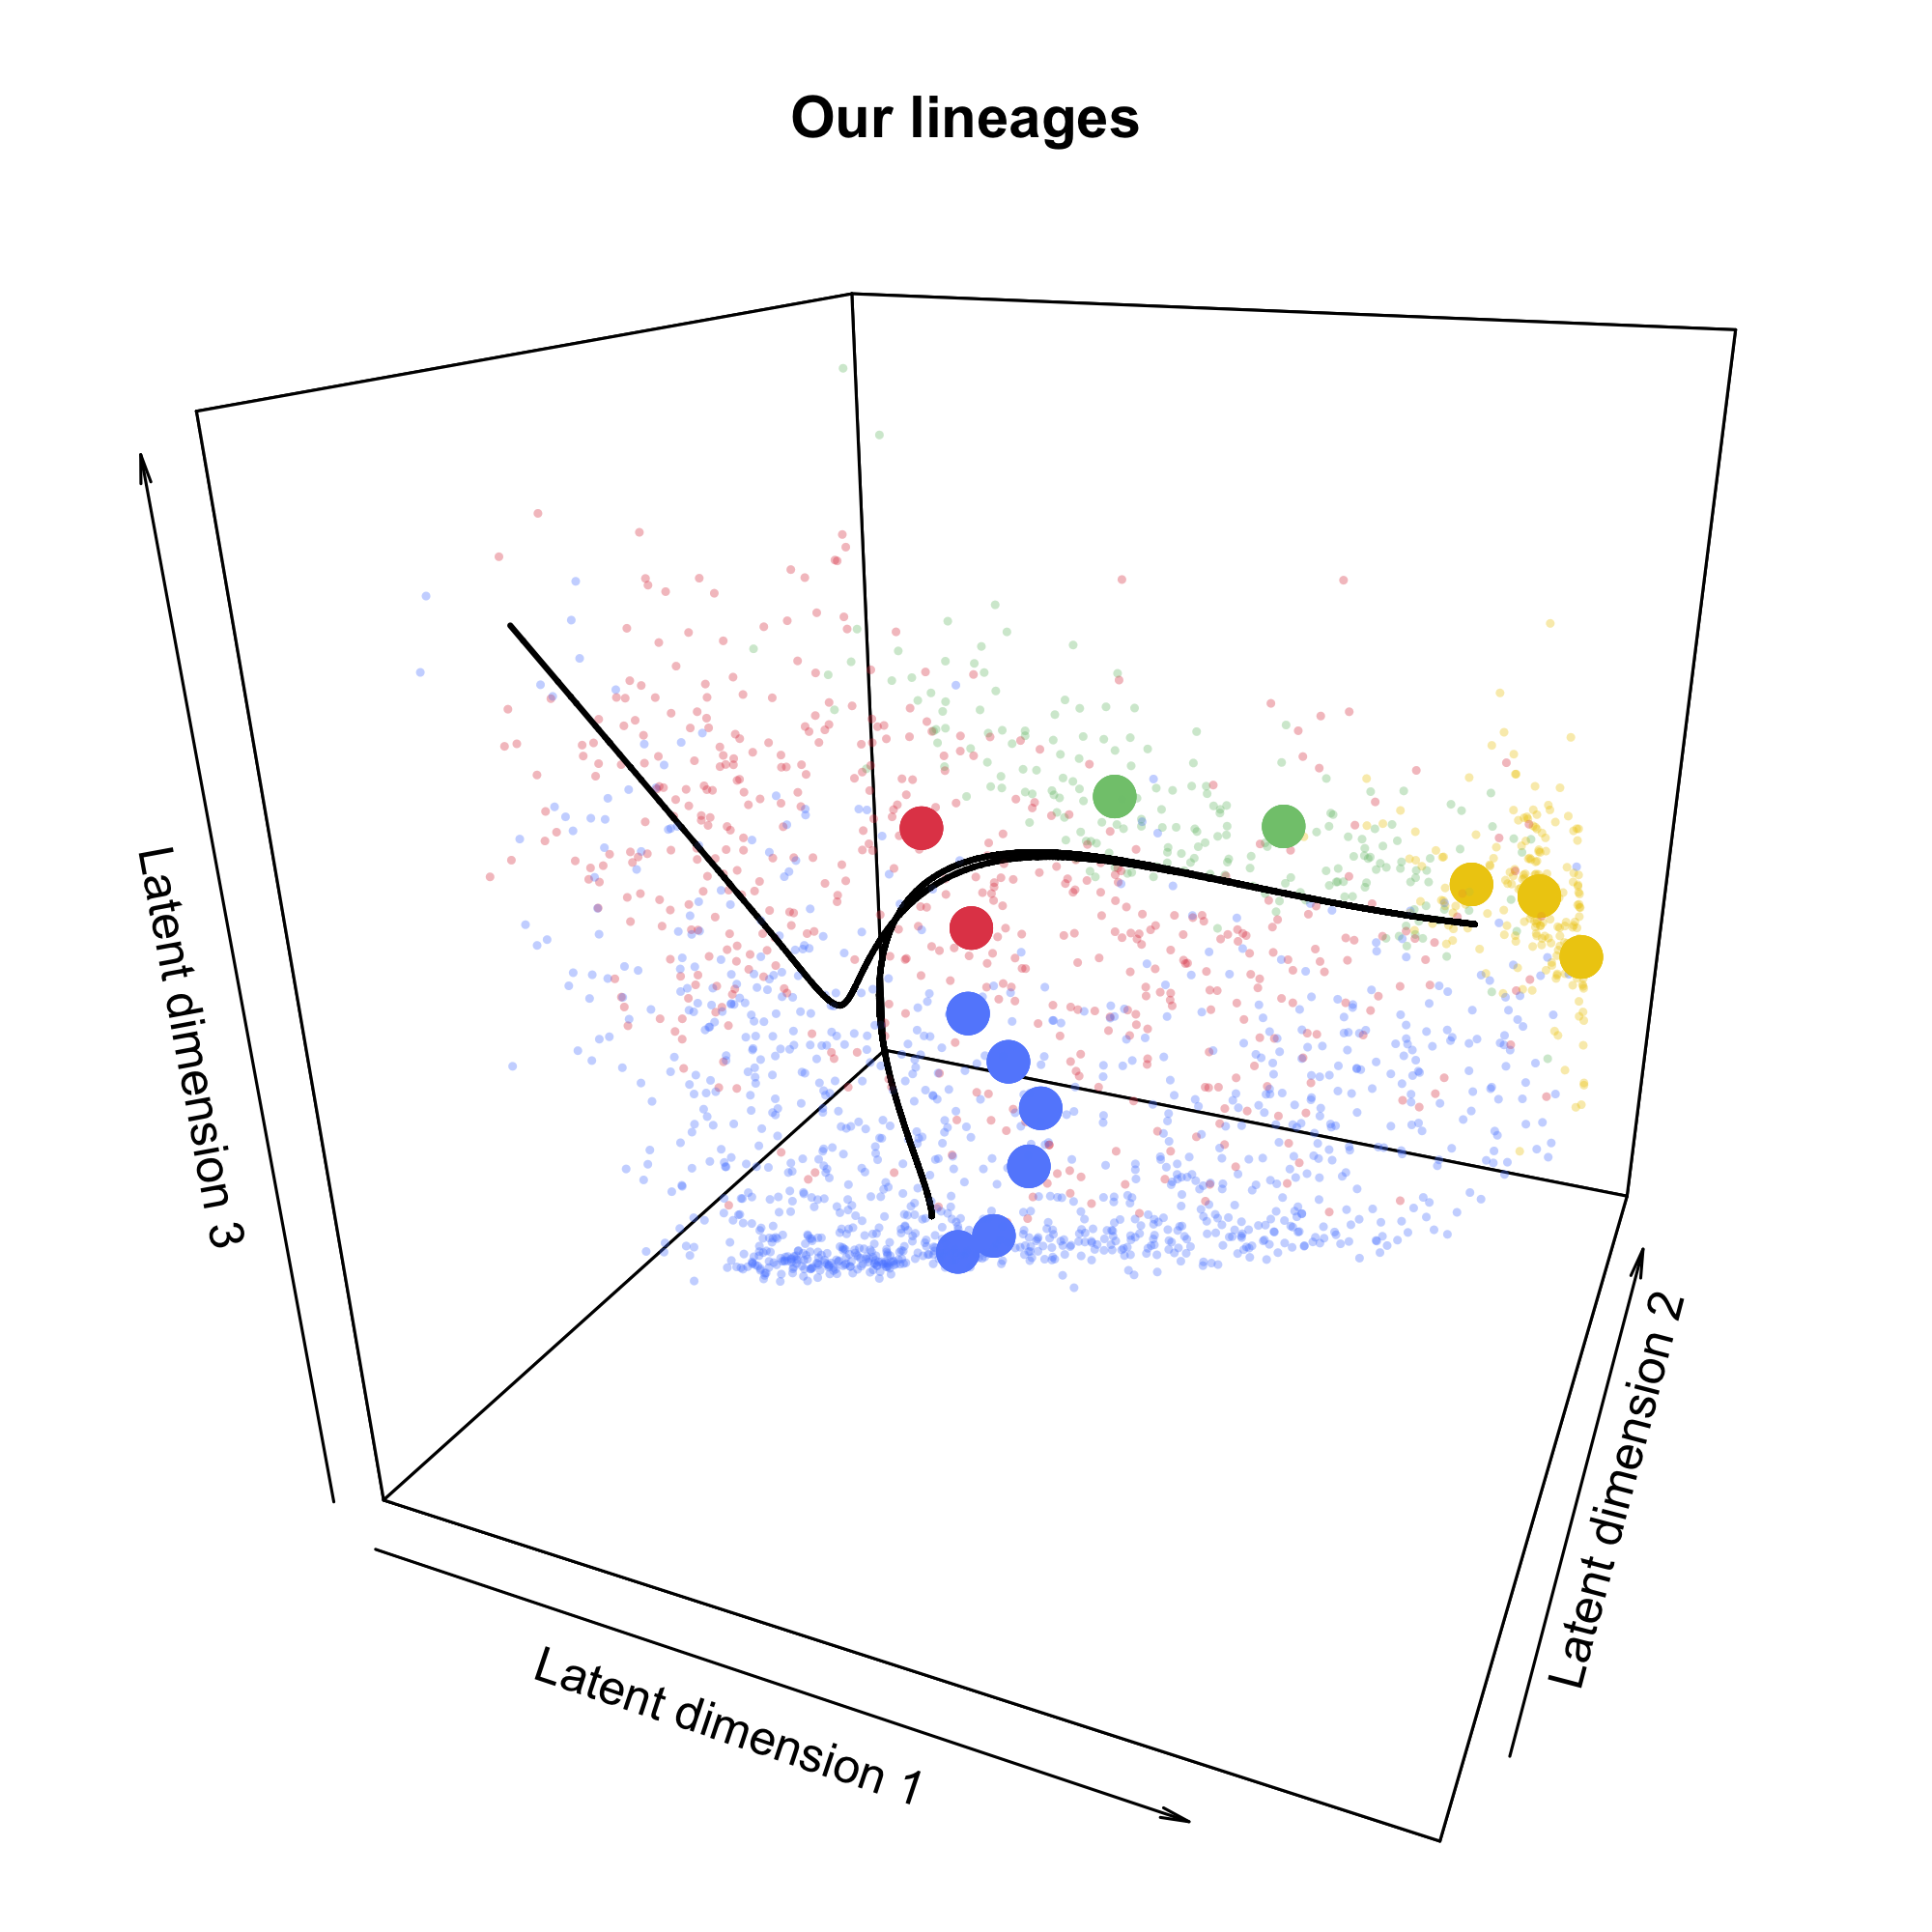 Our lineages
Latent dimension 3
Latent dimension 2
Latent dimension 1